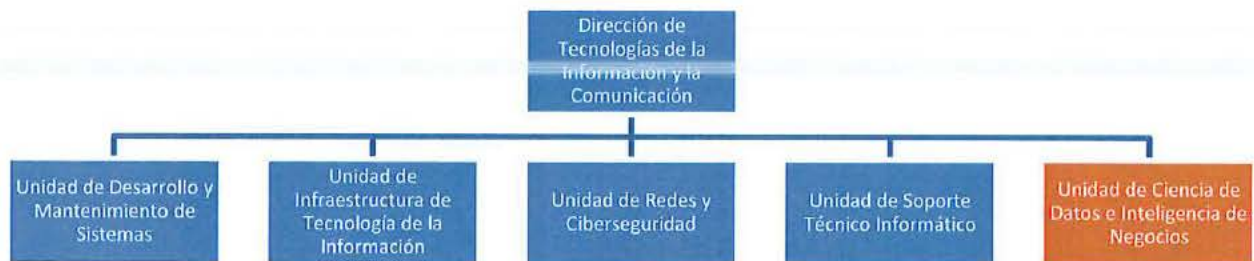 Dirección de
Tecnologías de la
Información y la
Comunicación
Unidad de Desarrollo y
Mantenimiento de
Sistemas
Unidad de
Infraestructura de
Tecnología de la
Información
Unidad de Redes y
Ciberseguridad
Unidad de Soporte
Técnico Informático
Unidad de Ciencia de
Datos e Inteligencia de
Negocios